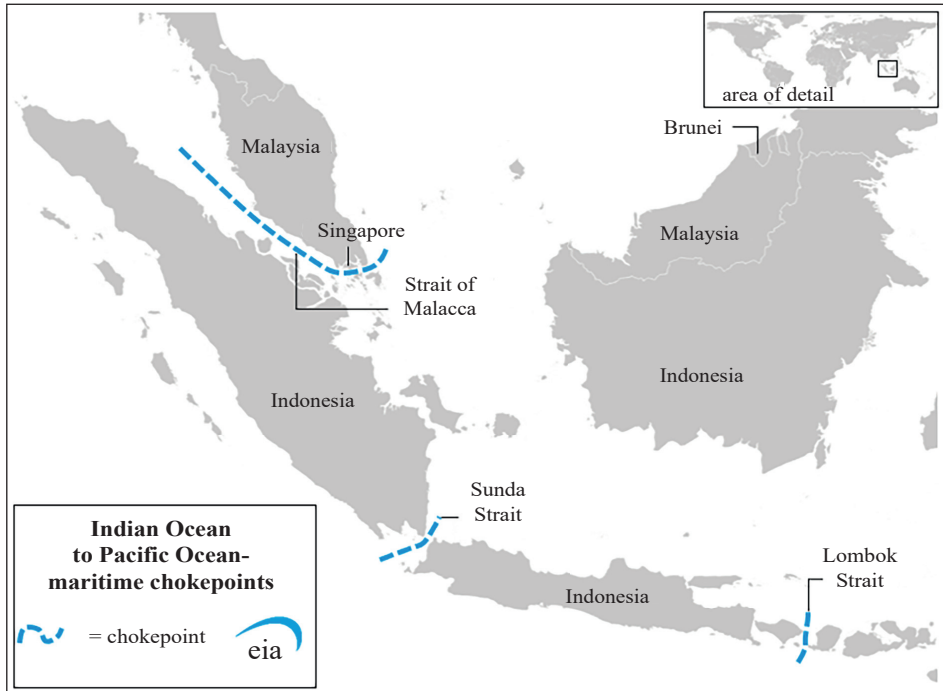 area of detail
Brunei
Malaysia
Singapore
Malaysia
Strait of
Malacca
Indonesia
Indonesia
Sunda
Strait
Indian Ocean
to Pacific Ocean-
maritime chokepoints
= chokepoint
eia
Indonesia
Lombok
Strait